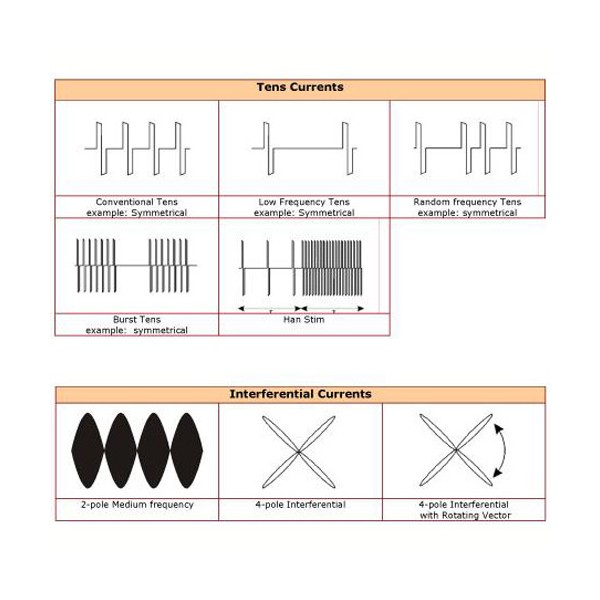 Tens Currents
Conventional Tens
example: Symmetrical
Low Frequency Tens
example: Symmetrical
Random frequency Tens
example: symmetrical
Burst Tens
example: symmetrical
Han Stim
Interferential Currents
2-pole Medium frequency
4-pole Interferential
4-pole Interferential
with Rotating Vector